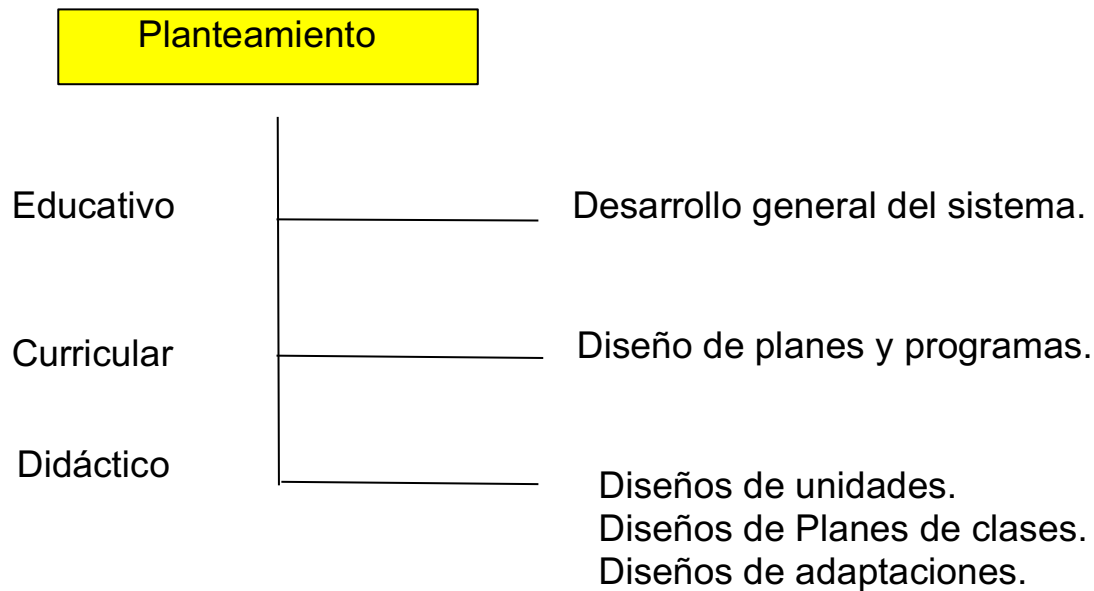 Planteamiento
Educativo
Desarrollo general del sistema.
Curricular
Diseño de planes y programas.
Didáctico
Diseños de unidades.
Diseños de Planes de clases.
Diseños de adaptaciones.